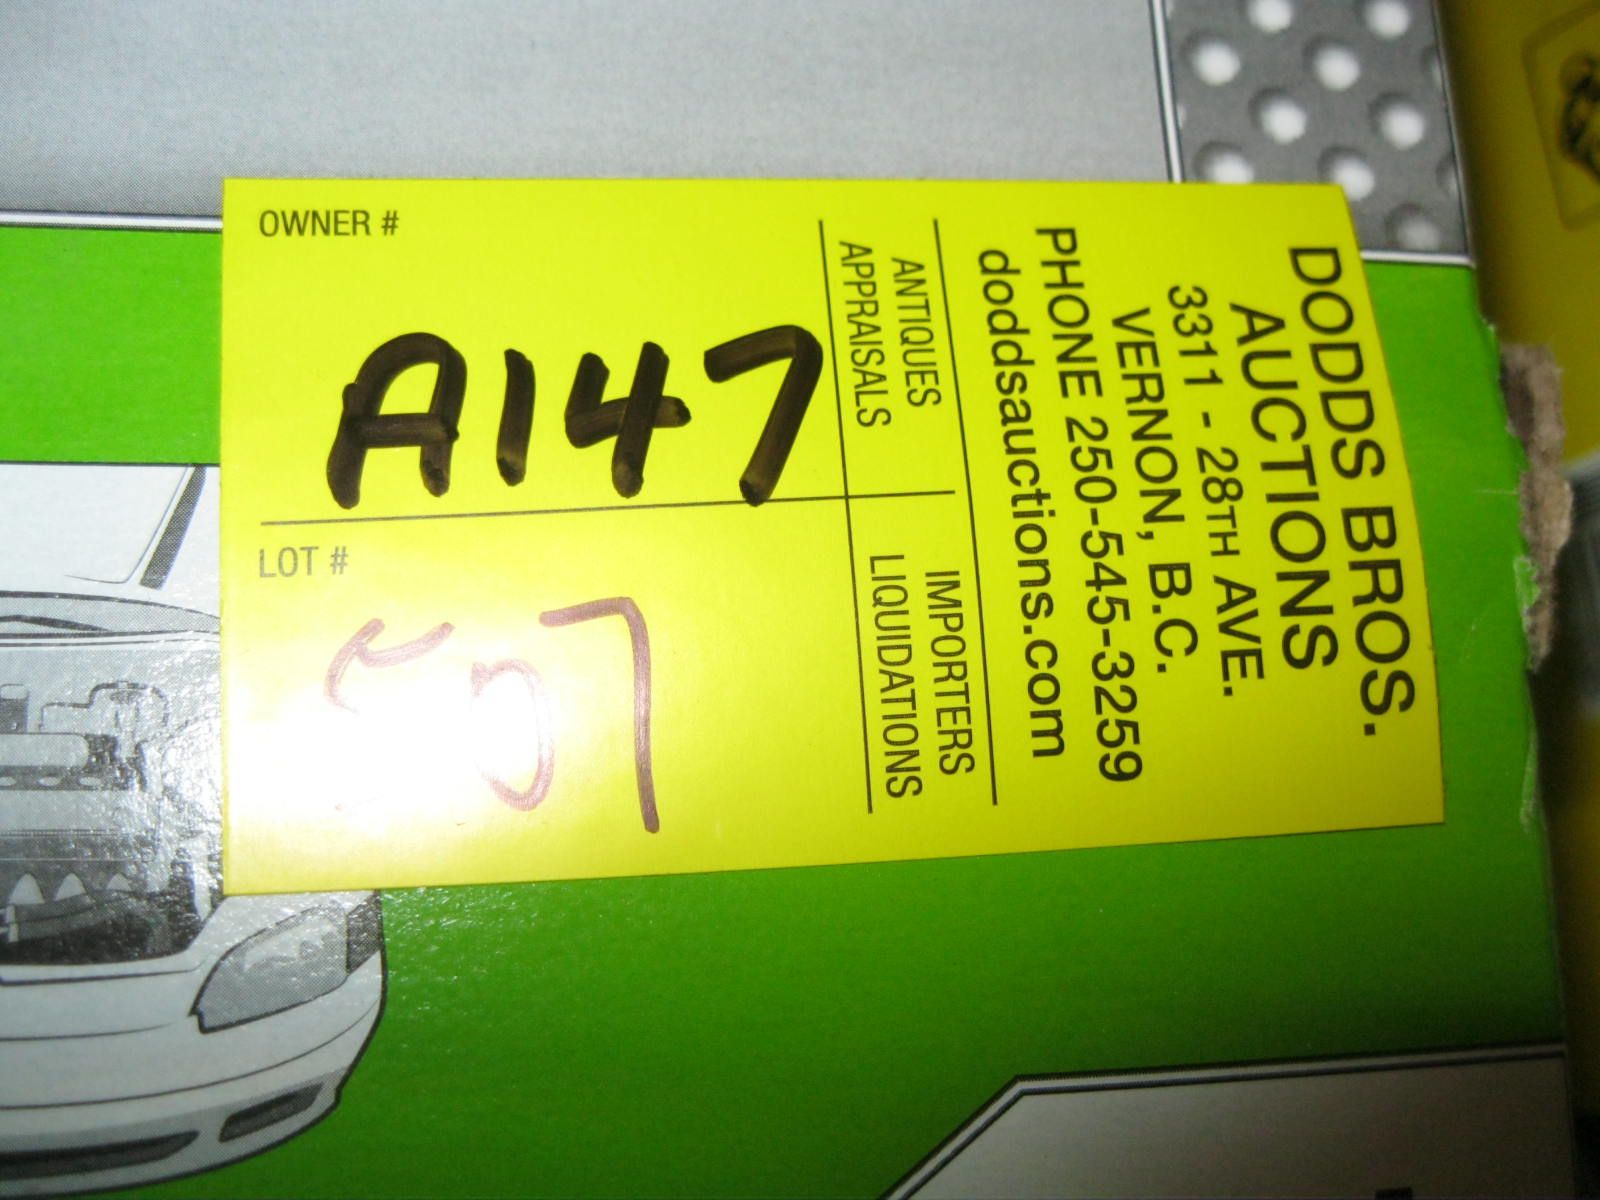 OWNER #
A147
LOT #
507
DODDS BROS.
AUCTIONS
3311 - 28TH AVE.
VERNON, B.C.
PHONE 250-545-3259
doddsauctions.com
ANTIQUES IMPORTERS
APPRAISALS LIQUIDATIONS